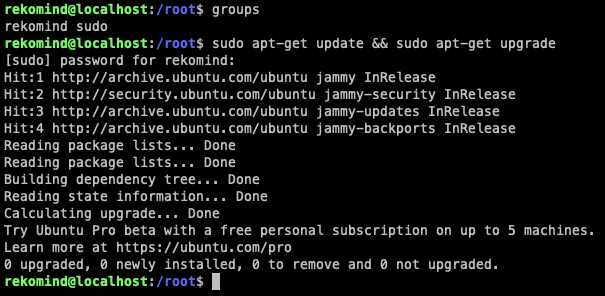 rekomind@localhost:/root$ groups
rekomind sudo
rekomind@localhost:/root$ sudo apt-get update && sudo apt-get upgrade
[sudo] password for rekomind:
Hit:1 http://archive.ubuntu.com/ubuntu jammy InRelease
Hit:2 http://security.ubuntu.com/ubuntu jammy-security InRelease
Hit:3 http://archive.ubuntu.com/ubuntu jammy-updates InRelease
Hit:4 http://archive.ubuntu.com/ubuntu jammy-backports InRelease
Reading package lists... Done
Reading package lists... Done
Building dependency tree... Done
Reading state information... Done
Calculating upgrade... Done
Try Ubuntu Pro beta with a free personal subscription on up to 5 machines.
Learn more at https://ubuntu.com/pro
0 upgraded, 0 newly installed, 0 to remove and 0 not upgraded.
rekomind@localhost:/root$